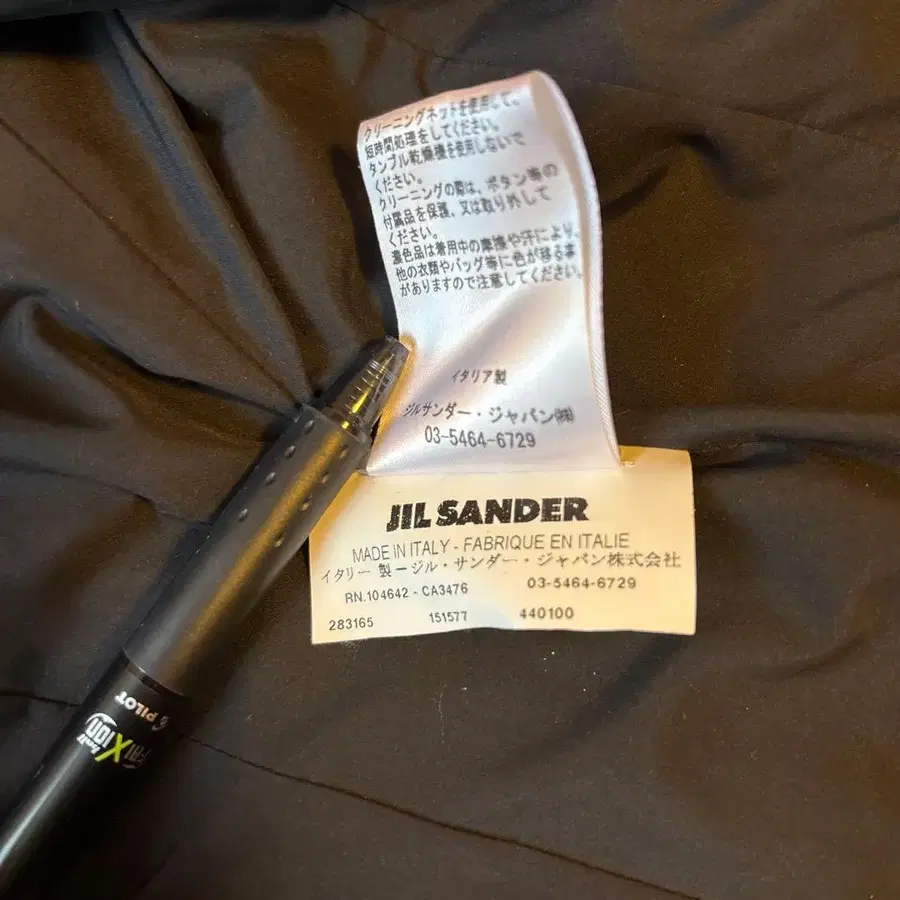 クリーニングネットを使用して、
短時間処理をしてください。
タンブル乾燥機を使用しないで
ください。
クリーニングの際は、ボタン等の
付属品を保護、又は取り外して
ください。
濃色品は着用中の摩擦や汗により、
他の衣類やバッグ等に色が移る事
がありますので注意してください。
イタリア製
ジルサンダー・ジャパン㈱
03-5464-6729
JIL SANDER
MADE IN ITALY - FABRIQUE EN ITALIE
イタリー 製ージル・サンダー・ジャパン株式会社
RN.104642 - CA3476 03-5464-6729
283165 151577 440100
PILOT
FRIXION
Ball